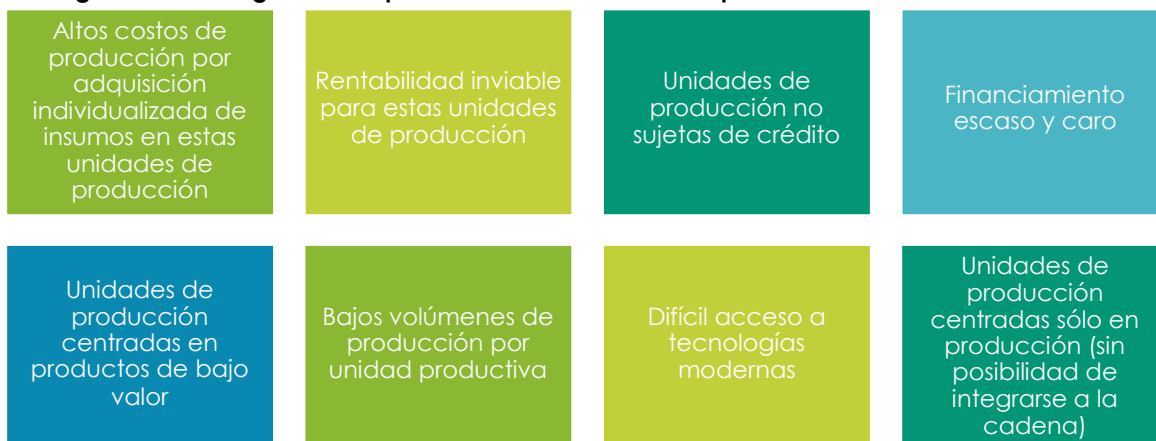 Altos costos de
producción por
adquisición
individualizada de
insumos en estas
unidades de
producción
Rentabilidad inviable
para estas unidades
de producción
Unidades de
producción no
sujetas de crédito
Financiamiento
escaso y caro
Unidades de
producción
centradas en
productos de bajo
valor
Bajos volúmenes de
producción por
unidad productiva
Difícil acceso a
tecnologías
modernas
Unidades de
producción
centradas sólo en
producción (sin
posibilidad de
integrarse a la
cadena)